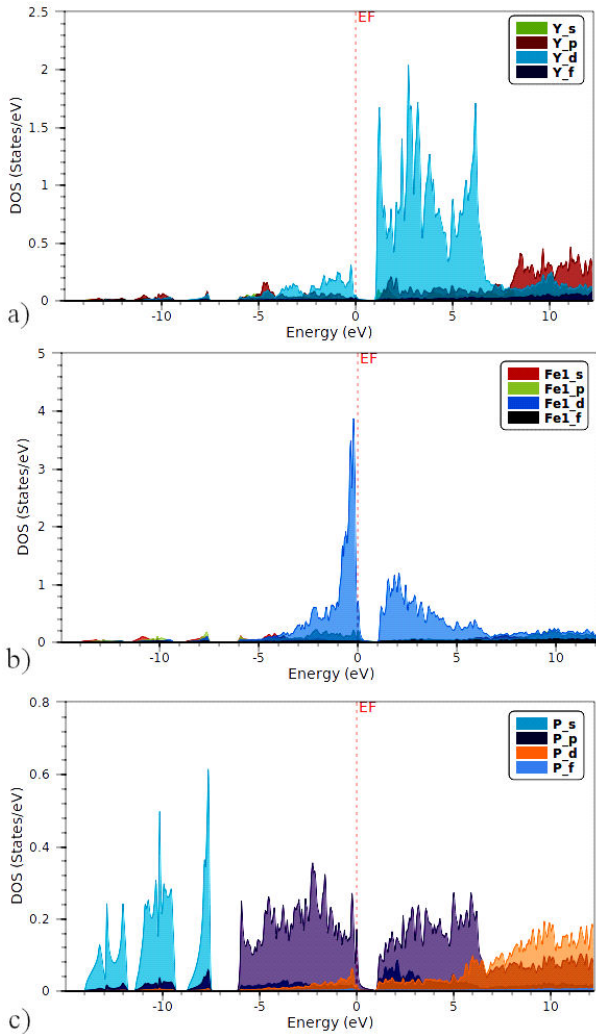 EF
Y_s
Y_p
Y_d
Y_f
2.5
2
1.5
1
0.5
0
DOS (States/eV)
-10 -5 0 5 10
Energy (eV)
a)
EF
Fe1_s
Fe1_p
Fe1_d
Fe1_f
5
4
3
2
1
0
DOS (States/eV)
-10 -5 0 5 10
Energy (eV)
b)
EF
P_s
P_p
P_d
P_f
0.8
0.6
0.4
0.2
0
DOS (States/eV)
-10 -5 0 5 10
Energy (eV)
c)